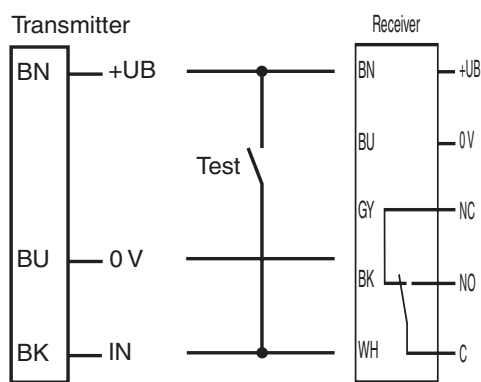 Transmitter
BN +UB
Test
BU 0 V
BK IN
Receiver
BN +UB
BU 0 V
GY NC
BK NO
WH C